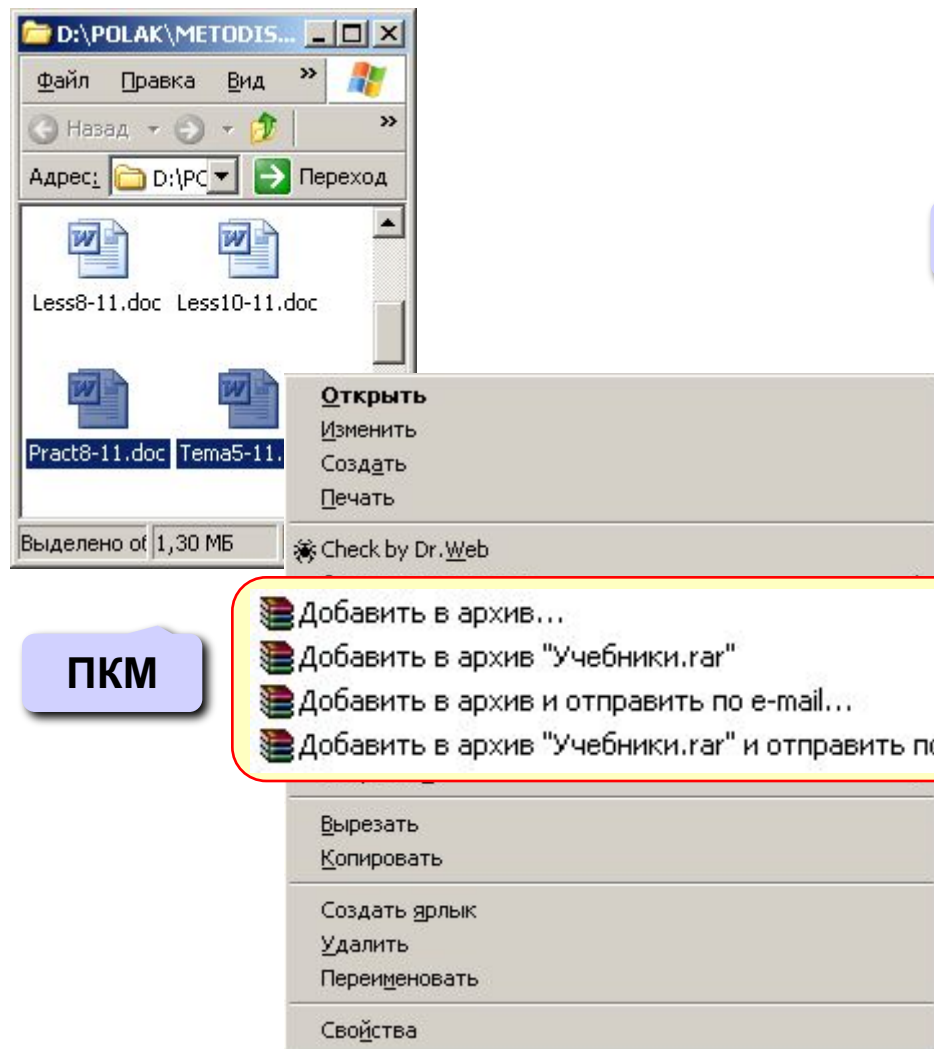 D:\POLAK\METODIS...
Файл Правка Вид »
Назад »
Адрес: D:\PC Переход
Less8-11.doc Less10-11.doc
Pract8-11.doc Tema5-11.
Выделено об 1,30 МБ
Открыть
Изменить
Создать
Печать
Check by Dr.Web
Добавить в архив...
Добавить в архив "Учебники.rar"
Добавить в архив и отправить по e-mail...
Добавить в архив "Учебники.rar" и отправить по
ПКМ
Вырезать
Копировать
Создать ярлык
Удалить
Переименовать
Свойства